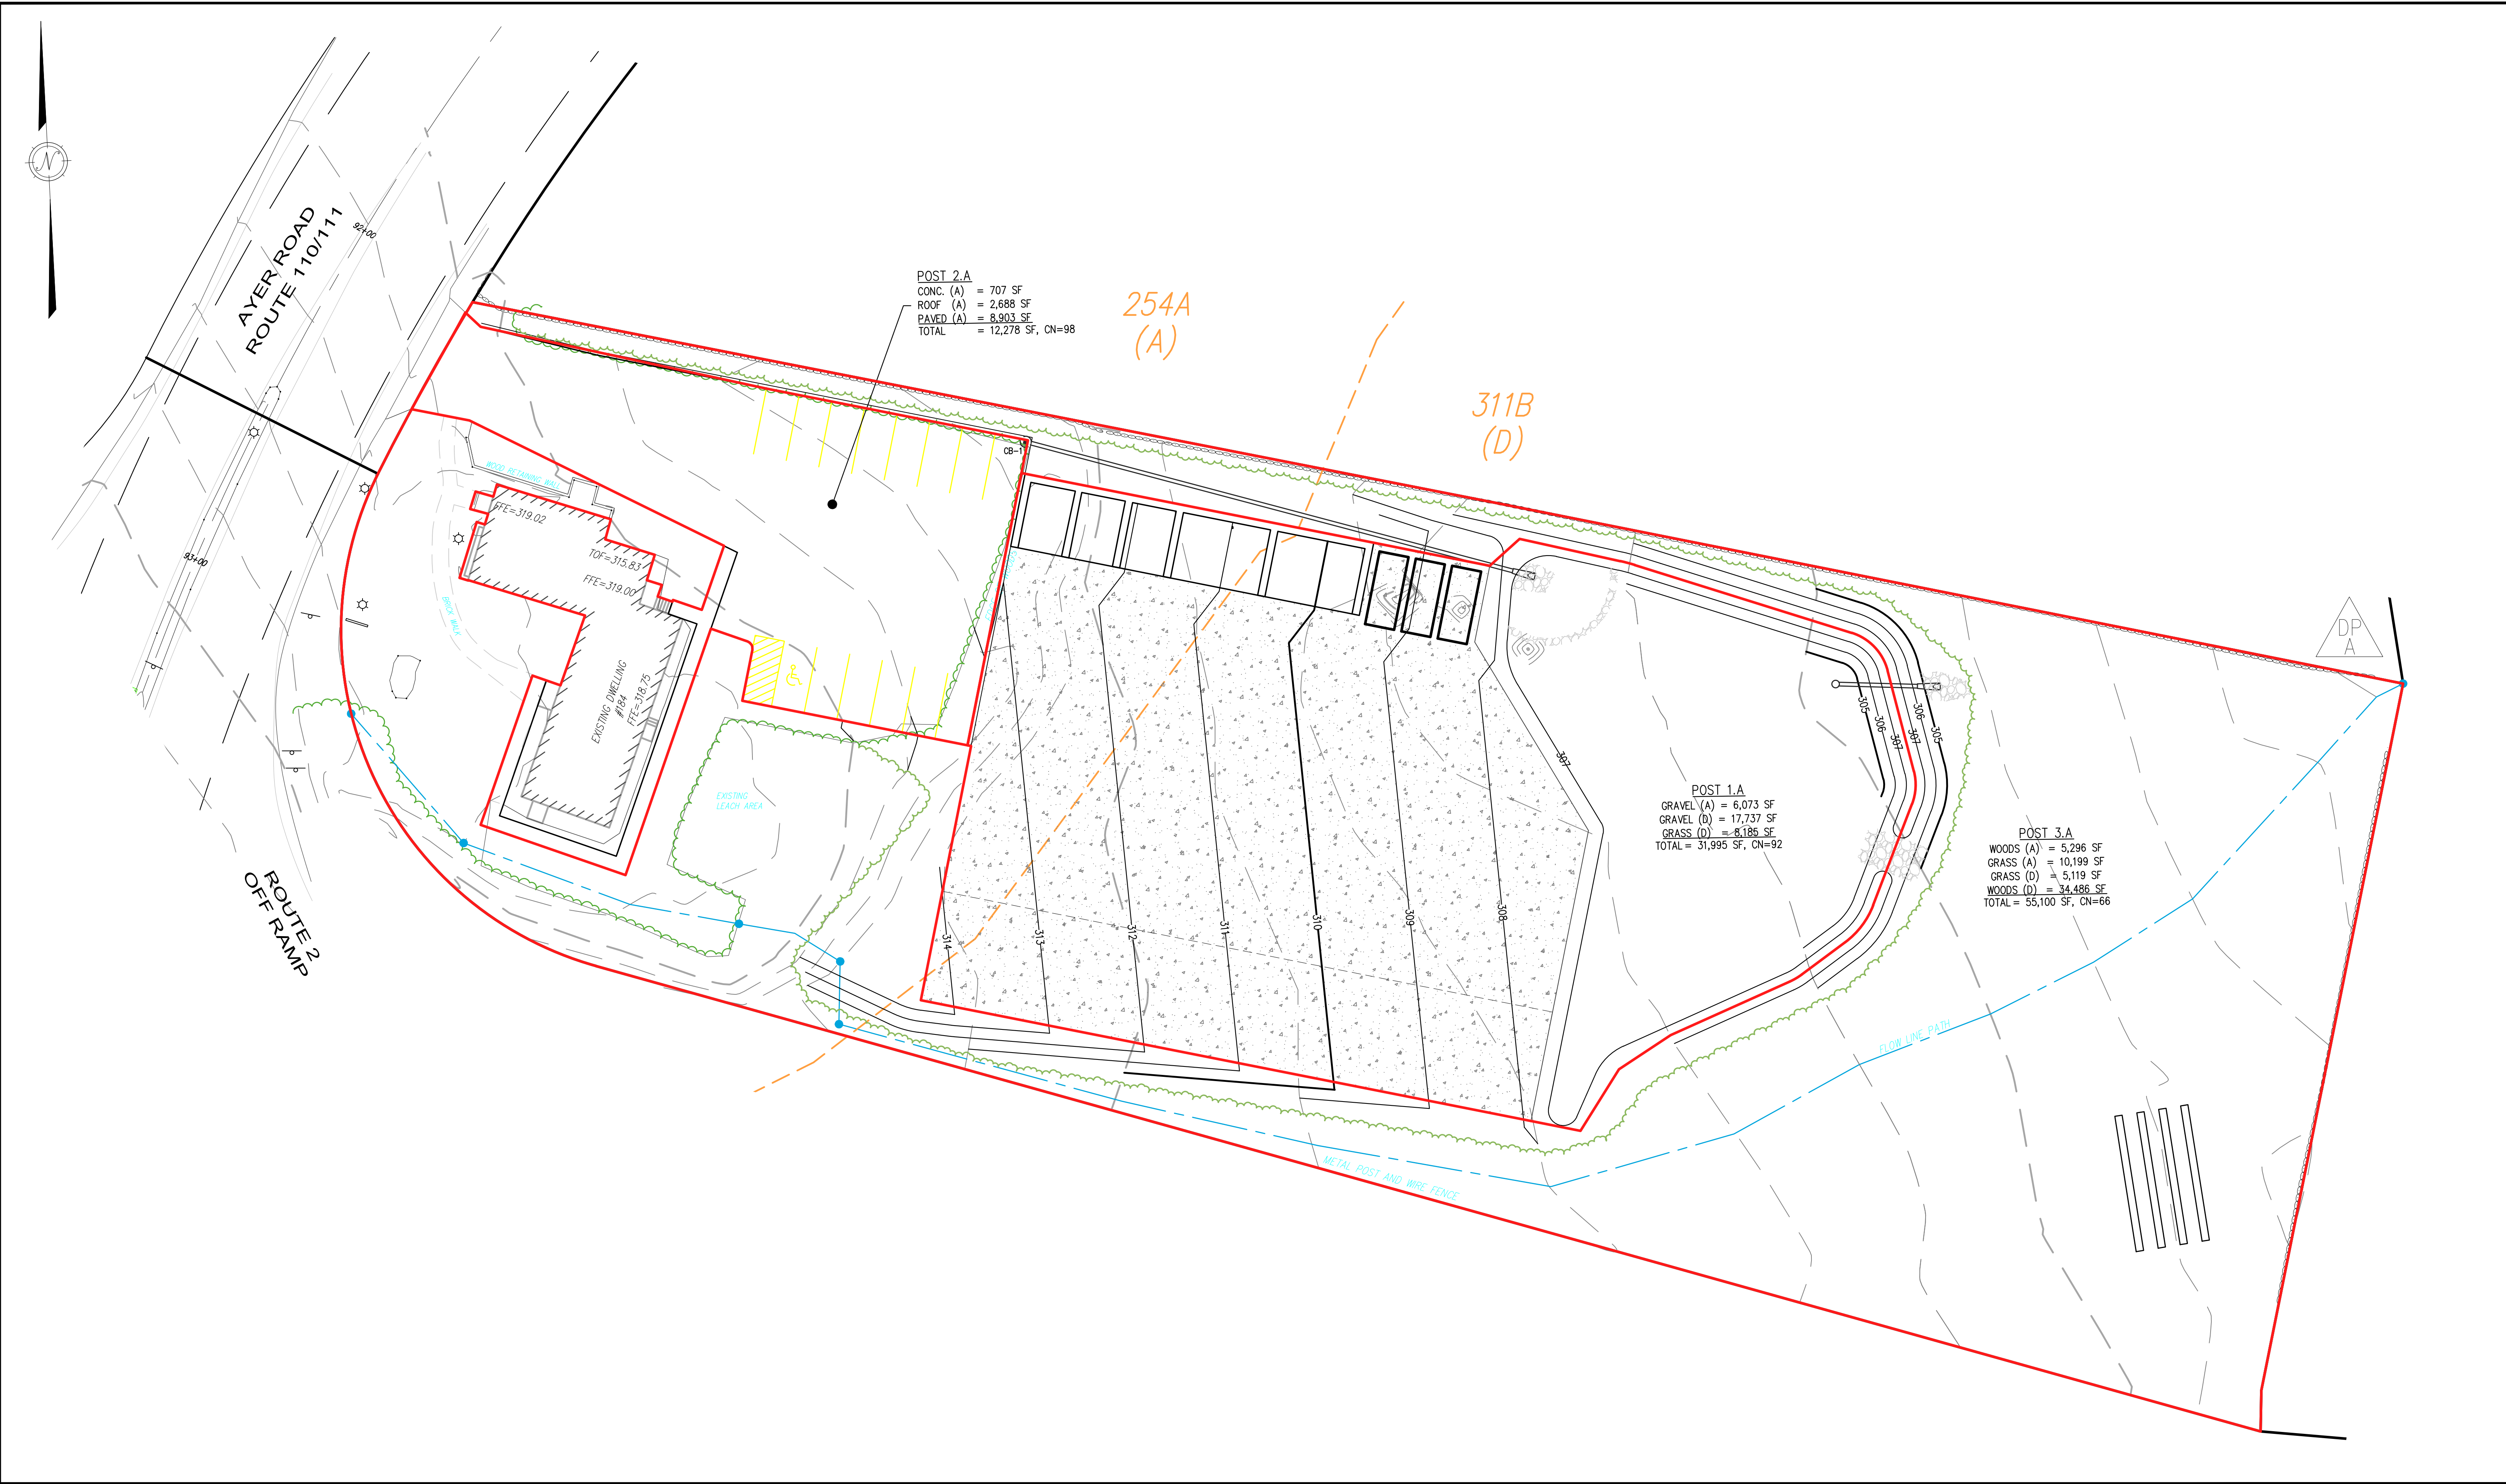 N
AYER ROAD
ROUTE 110/111
92+00
93+00
ROUTE 2
OFF RAMP
POST 2.A
CONC. (A) = 707 SF
ROOF (A) = 2,688 SF
PAVED (A) = 8,903 SF
TOTAL = 12,278 SF, CN=98
254A
(A)
311B
(D)
CB-1
WOOD RETAINING WALL
FFE=319.02
TOF=315.83
FFE=319.00
BRICK WALK
EXISTING DWELLING
#184
FFE=318.75
EXISTING
LEACH AREA
314
313
312
311
310
309
308
307
305
306
307
307
306
305
POST 1.A
GRAVEL (A) = 6,073 SF
GRAVEL (D) = 17,737 SF
GRASS (D) = 8,185 SF
TOTAL = 31,995 SF, CN=92
POST 3.A
WOODS (A) = 5,296 SF
GRASS (A) = 10,199 SF
GRASS (D) = 5,119 SF
WOODS (D) = 34,486 SF
TOTAL = 55,100 SF, CN=66
DP
A
FLOW LINE PATH
METAL POST AND WIRE FENCE